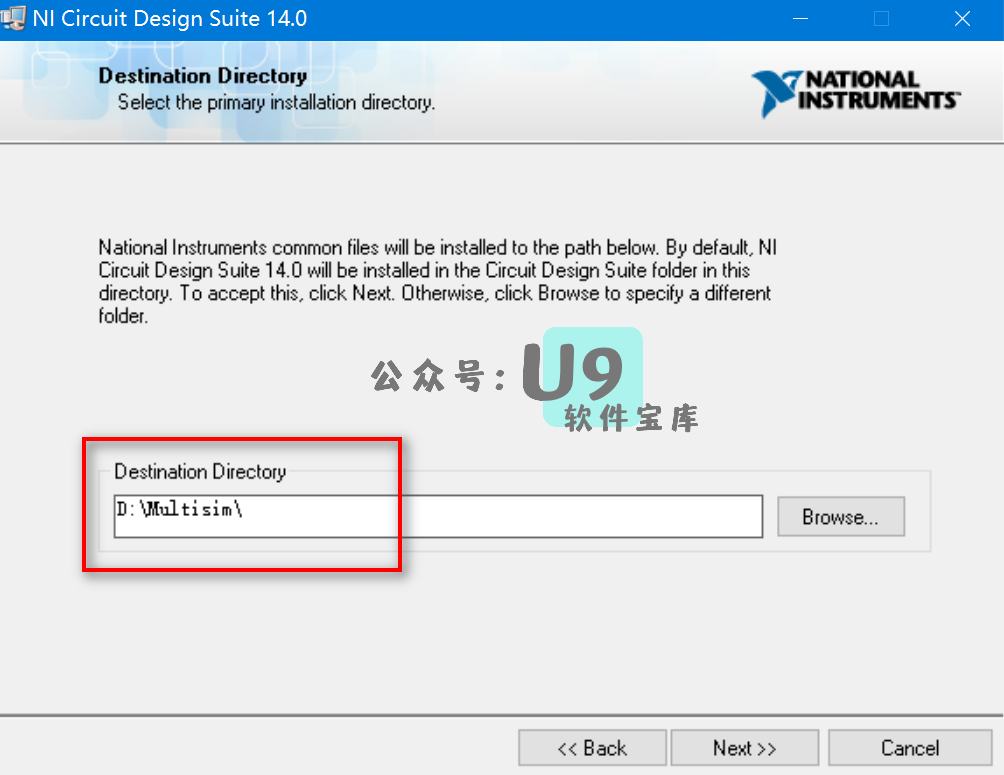 NI Circuit Design Suite 14.0
Destination Directory
Select the primary installation directory.
NATIONAL
INSTRUMENTS™
National Instruments common files will be installed to the path below. By default, NI
Circuit Design Suite 14.0 will be installed in the Circuit Design Suite folder in this
directory. To accept this, click Next. Otherwise, click Browse to specify a different
folder.
公众号:U9
软件宝库
Destination Directory
D:\Multisim\
Browse...
<< Back
Next >>
Cancel